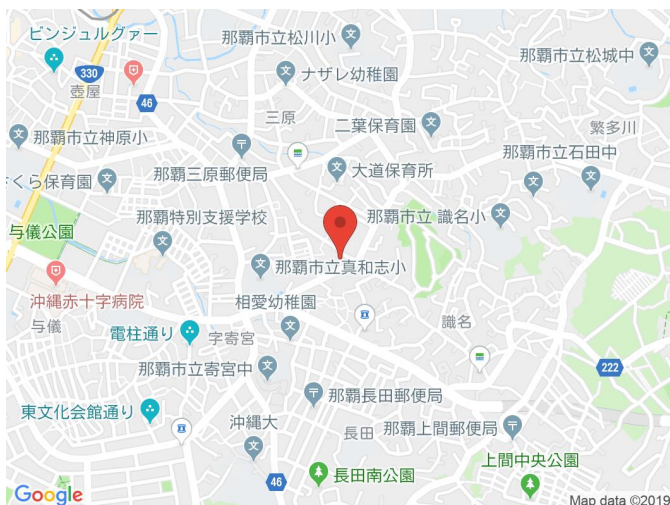 那覇市立松川小
ビンジュルグァー
那覇市立松城中
330
ナザレ幼稚園
壺屋
46
三原
二葉保育園
繁多川
那覇市立神原小
那覇三原郵便局
那覇市立石田中
大道保育所
くら保育園
那覇特別支援学校
那覇市立 識名小
与儀公園
那覇市立真和志小
沖縄赤十字病院
相愛幼稚園
与儀
識名
電柱通り
字寄宮
那覇市立寄宮中
222
那覇長田郵便局
東文化会館通り
沖縄大
長田
那覇上間郵便局
上間中央公園
46
長田南公園
Google
Map data ©2019